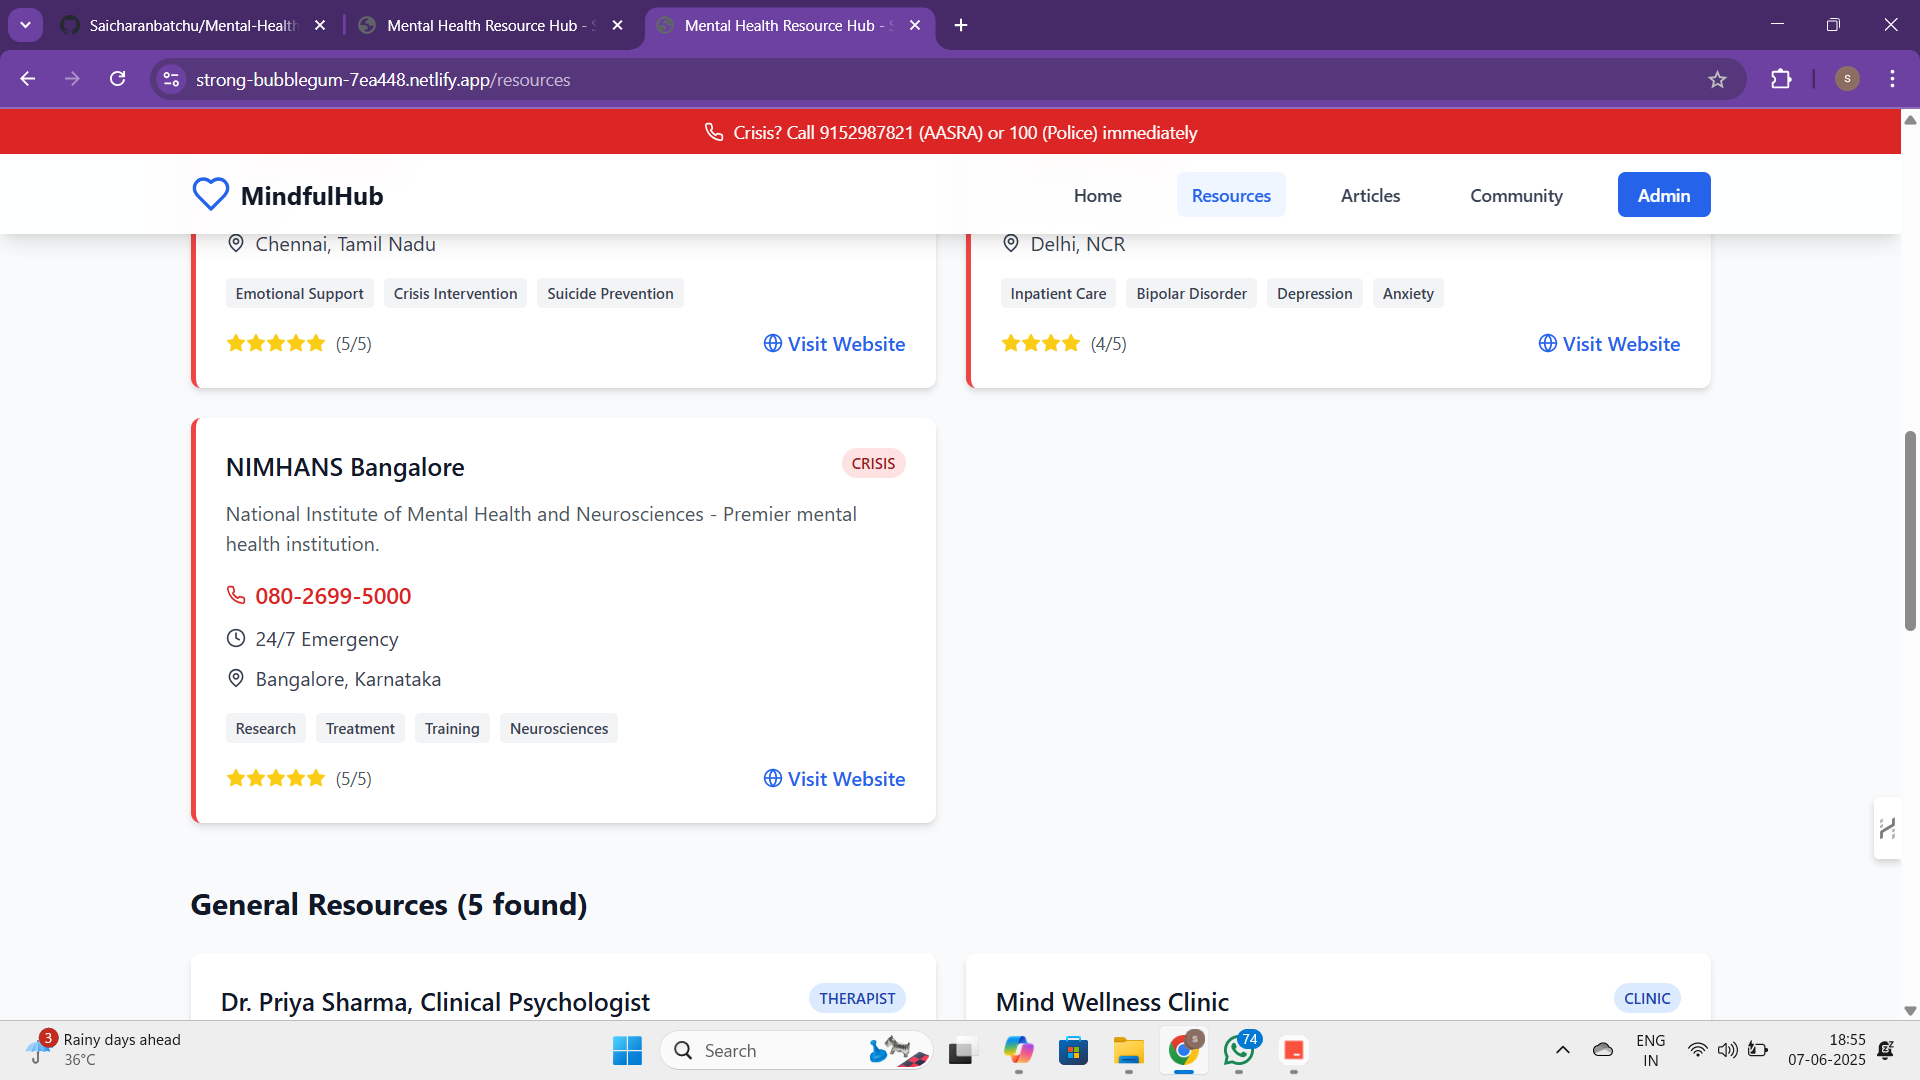 Saicharanbatchu/Mental-Health
Mental Health Resource Hub - S
Mental Health Resource Hub - S
strong-bubblegum-7ea448.netlify.app/resources
S
Crisis? Call 9152987821 (AASRA) or 100 (Police) immediately
MindfulHub
Home
Resources
Articles
Community
Admin
Chennai, Tamil Nadu
Emotional Support
Crisis Intervention
Suicide Prevention
(5/5)
Visit Website
Delhi, NCR
Inpatient Care
Bipolar Disorder
Depression
Anxiety
(4/5)
Visit Website
NIMHANS Bangalore
CRISIS
National Institute of Mental Health and Neurosciences - Premier mental
health institution.
080-2699-5000
24/7 Emergency
Bangalore, Karnataka
Research
Treatment
Training
Neurosciences
(5/5)
Visit Website
General Resources (5 found)
Dr. Priya Sharma, Clinical Psychologist
THERAPIST
Mind Wellness Clinic
CLINIC
3
Rainy days ahead
36°C
Search
S
74
ENG
IN
18:55
07-06-2025